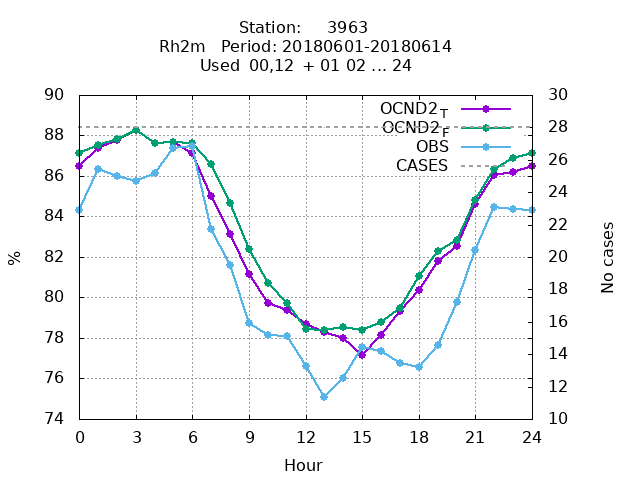 Station: 3963
Rh2m Period: 20180601-20180614
Used 00,12 + 01 02 ... 24
90
88
86
84
82
80
78
76
74
%
OCND2T
OCND2F
OBS
CASES
30
28
26
24
22
20
18
16
14
12
10
No cases
0 3 6 9 12 15 18 21 24
Hour